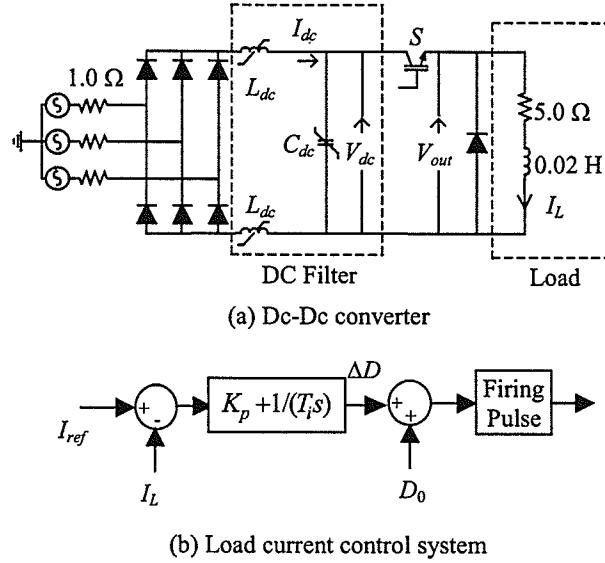 I_dc
S
1.0 Ω
L_dc
C_dc
V_dc
V_out
5.0 Ω
0.02 H
L_dc
I_L
DC Filter
Load
(a) Dc-Dc converter
ΔD
I_ref
+
-
K_p +1/(T_i s)
+
+
Firing
Pulse
I_L
D_0
(b) Load current control system